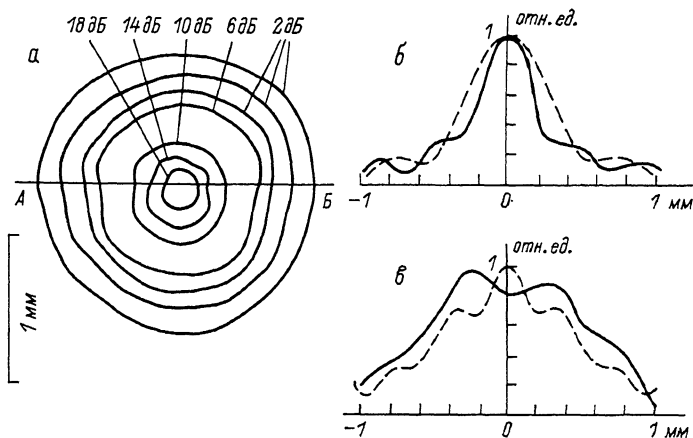 18 дБ 14 дБ 10 дБ 6 дБ 2 дБ
а
А
Б
1 мм
1 отн. ед.
б
-1 0 1 мм
отн. ед.
1
в
-1 0 1 мм